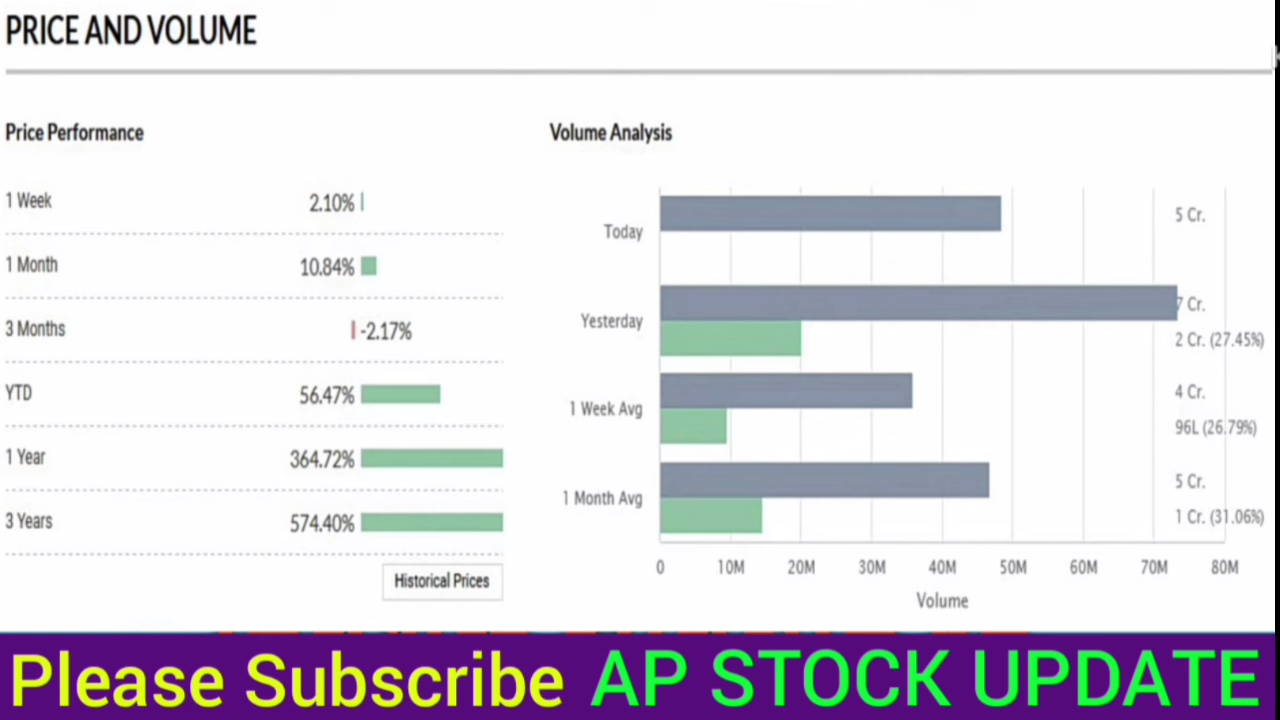 PRICE AND VOLUME
Price Performance
1 Week 2.10%
1 Month 10.84%
3 Months -2.17%
YTD 56.47%
1 Year 364.72%
3 Years 574.40%
Historical Prices
Volume Analysis
Today 5 Cr.
Yesterday 7 Cr.
2 Cr. (27.45%)
1 Week Avg 4 Cr.
96L (26.79%)
1 Month Avg 5 Cr.
1 Cr. (31.06%)
0 10M 20M 30M 40M 50M 60M 70M 80M
Volume
Please Subscribe AP STOCK UPDATE